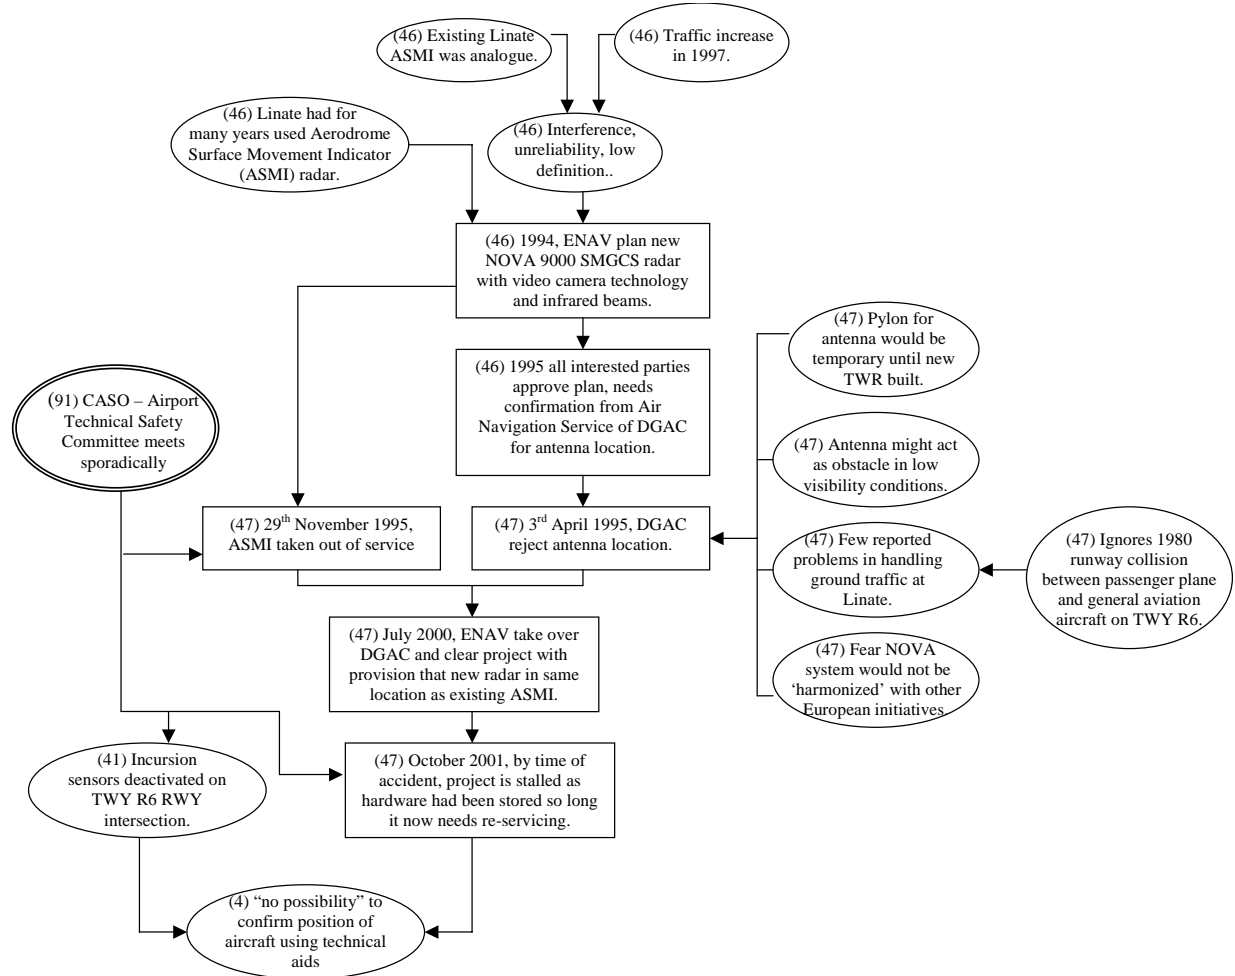 (46) Existing Linate
ASMI was analogue.
(46) Traffic increase
in 1997.
(46) Linate had for
many years used Aerodrome
Surface Movement Indicator
(ASMI) radar.
(46) Interference,
unreliability, low
definition..
(46) 1994, ENAV plan new
NOVA 9000 SMGCS radar
with video camera technology
and infrared beams.
(47) Pylon for
antenna would be
temporary until new
TWR built.
(46) 1995 all interested parties
approve plan, needs
confirmation from Air
Navigation Service of DGAC
for antenna location.
(91) CASO – Airport
Technical Safety
Committee meets
sporadically
(47) Antenna might act
as obstacle in low
visibility conditions.
(47) 29th November 1995,
ASMI taken out of service
(47) 3rd April 1995, DGAC
reject antenna location.
(47) Few reported
problems in handling
ground traffic at
Linate.
(47) Ignores 1980
runway collision
between passenger plane
and general aviation
aircraft on TWY R6.
(47) July 2000, ENAV take over
DGAC and clear project with
provision that new radar in same
location as existing ASMI.
(47) Fear NOVA
system would not be
‘harmonized’ with other
European initiatives.
(41) Incursion
sensors deactivated on
TWY R6 RWY
intersection.
(47) October 2001, by time of
accident, project is stalled as
hardware had been stored so long
it now needs re-servicing.
(4) “no possibility” to
confirm position of
aircraft using technical
aids